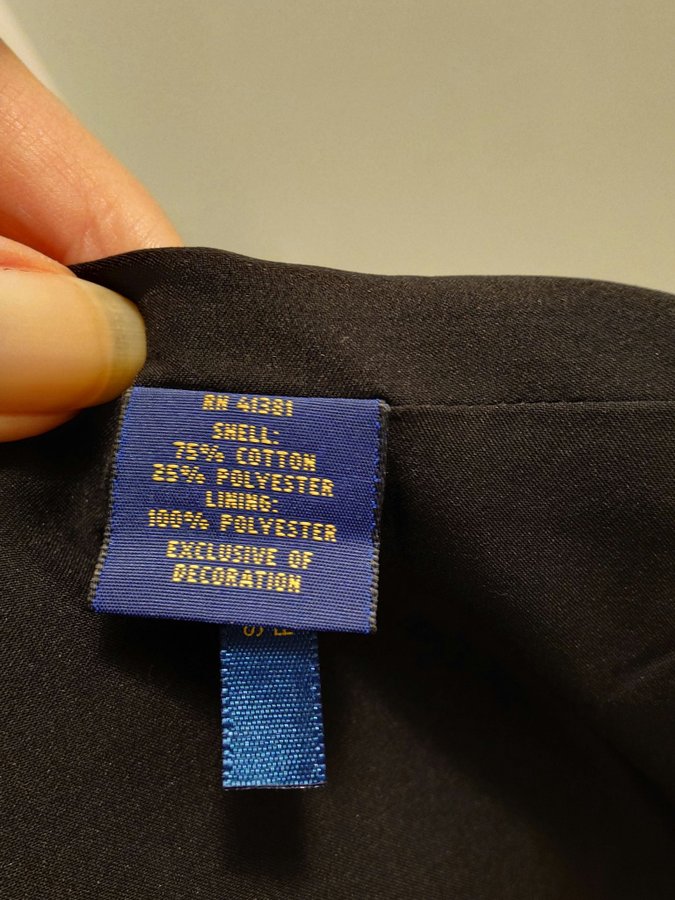 RN 41381
SHELL:
75% COTTON
25% POLYESTER
LINING:
100% POLYESTER
EXCLUSIVE OF
DECORATION